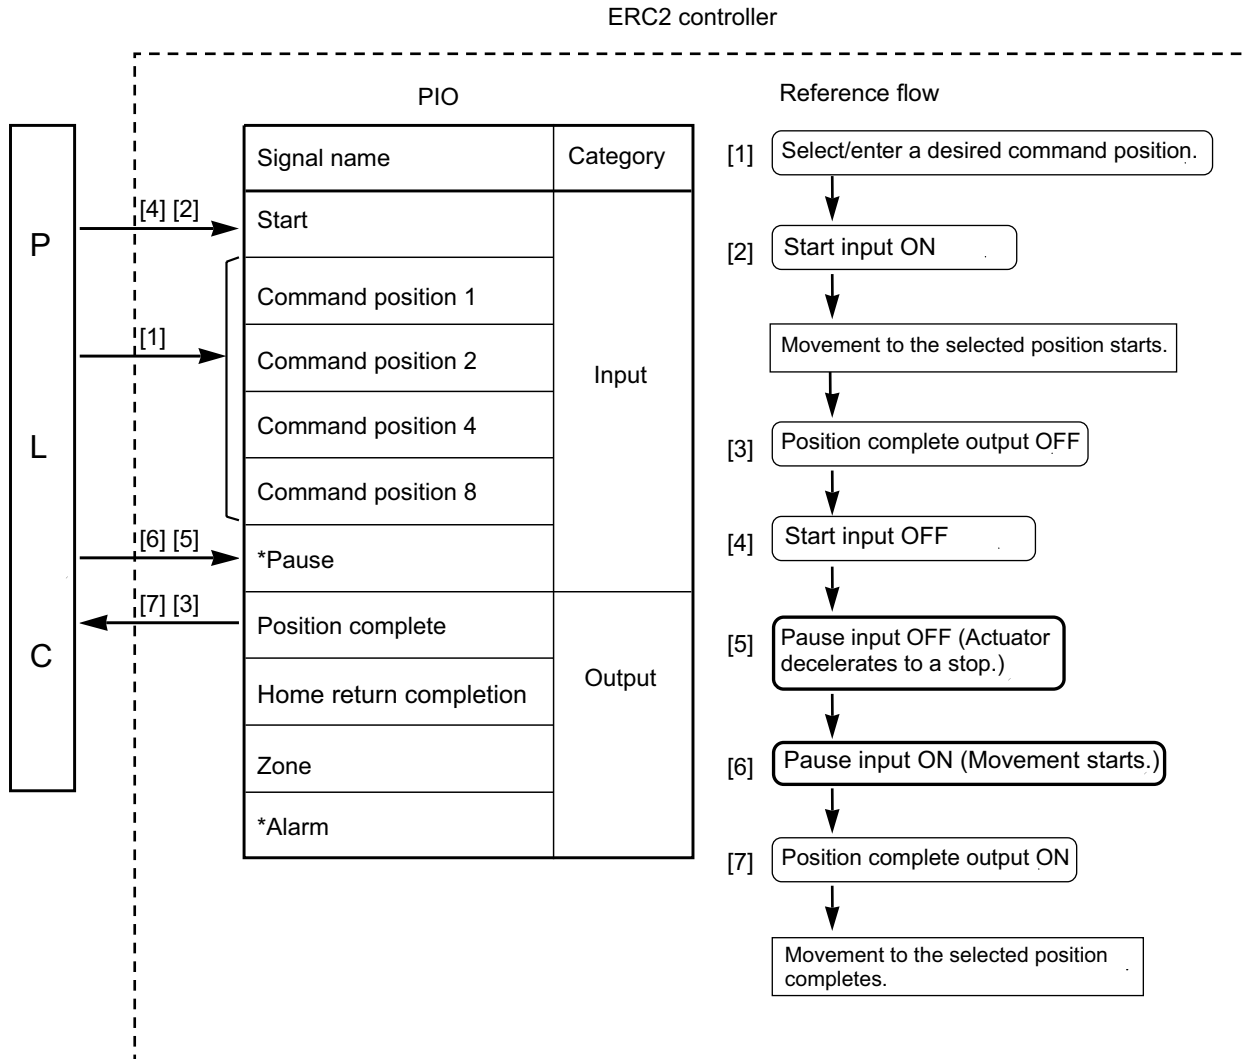 ERC2 controller
PIO
Reference flow
P
L
C
Signal name
Category
[4] [2]
Start
Command position 1
[1]
Command position 2
Input
Command position 4
Command position 8
[6] [5]
*Pause
[7] [3]
Position complete
Output
Home return completion
Zone
*Alarm
[1]
Select/enter a desired command position.
[2]
Start input ON
Movement to the selected position starts.
[3]
Position complete output OFF
[4]
Start input OFF
[5]
Pause input OFF (Actuator
decelerates to a stop.)
[6]
Pause input ON (Movement starts.)
[7]
Position complete output ON
Movement to the selected position
completes.